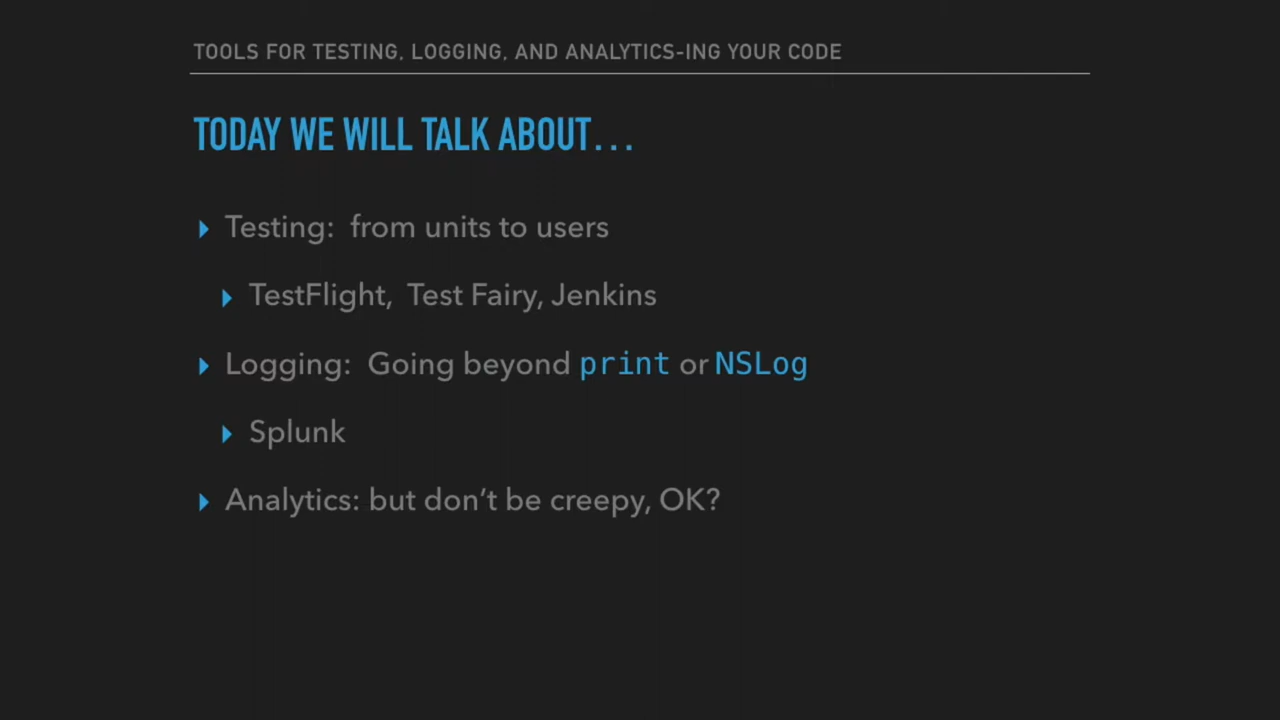 TOOLS FOR TESTING, LOGGING, AND ANALYTICS-ING YOUR CODE
TODAY WE WILL TALK ABOUT...
Testing: from units to users
TestFlight, Test Fairy, Jenkins
Logging: Going beyond print or NSLog
Splunk
Analytics: but don't be creepy, OK?